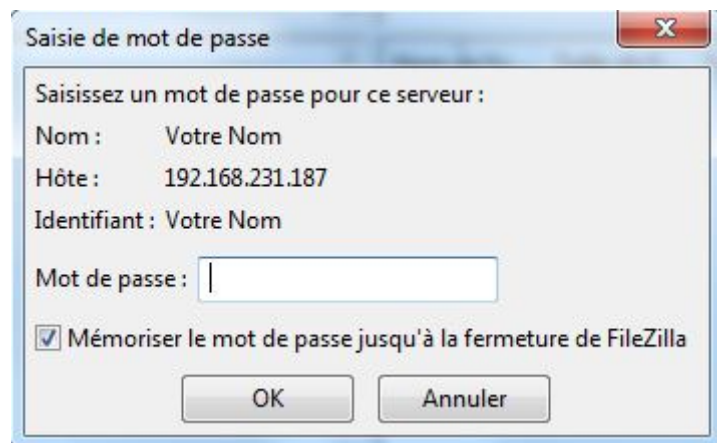 Saisie de mot de passe
Saisissez un mot de passe pour ce serveur :
Nom : Votre Nom
Hôte : 192.168.231.187
Identifiant : Votre Nom
Mot de passe :
Mémoriser le mot de passe jusqu'à la fermeture de FileZilla
OK Annuler